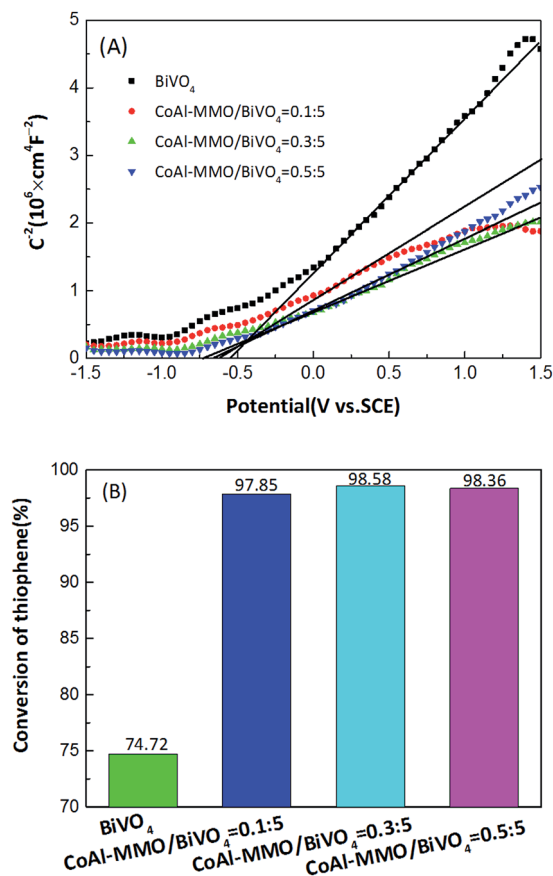 (A)
BiVO₄
CoAl-MMO/BiVO₄=0.1:5
CoAl-MMO/BiVO₄=0.3:5
CoAl-MMO/BiVO₄=0.5:5
C⁻²(10⁶×cm⁴F⁻²)
5
4
3
2
1
0
-1.5 -1.0 -0.5 0.0 0.5 1.0 1.5
Potential(V vs.SCE)
(B)
Conversion of thiophene(%)
100
95
90
85
80
75
70
74.72
97.85
98.58
98.36
BiVO₄
CoAl-MMO/BiVO₄=0.1:5
CoAl-MMO/BiVO₄=0.3:5
CoAl-MMO/BiVO₄=0.5:5